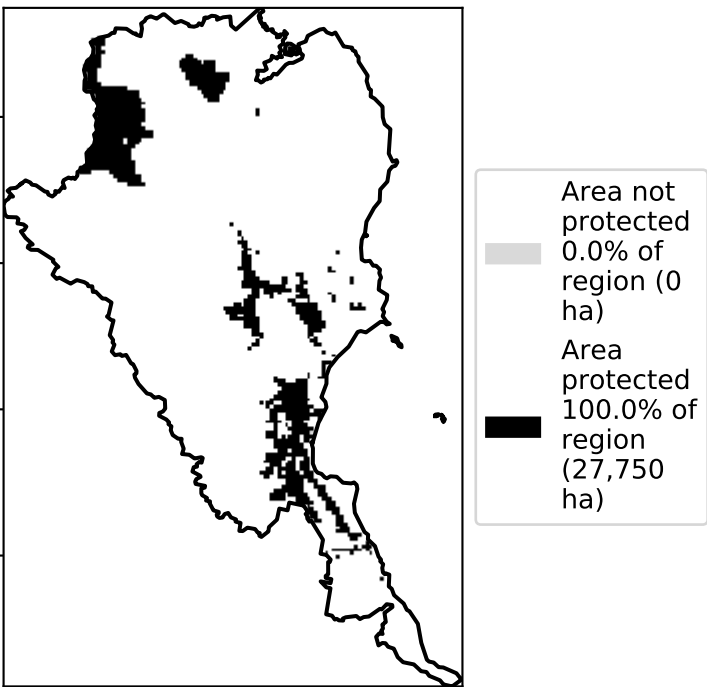 Area not
protected
0.0% of
region (0
ha)
Area
protected
100.0% of
region
(27,750
ha)